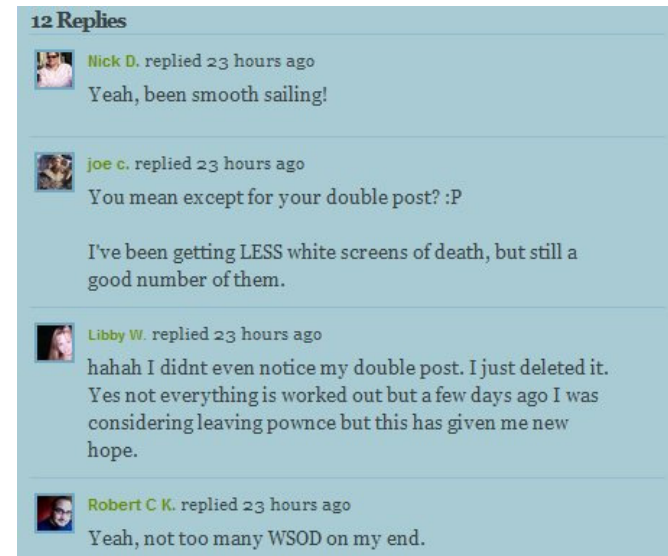 12 Replies
Nick D. replied 23 hours ago
Yeah, been smooth sailing!
joe c. replied 23 hours ago
You mean except for your double post? :P
I've been getting LESS white screens of death, but still a
good number of them.
Libby W. replied 23 hours ago
hahah I didnt even notice my double post. I just deleted it.
Yes not everything is worked out but a few days ago I was
considering leaving pownce but this has given me new
hope.
Robert C K. replied 23 hours ago
Yeah, not too many WSOD on my end.